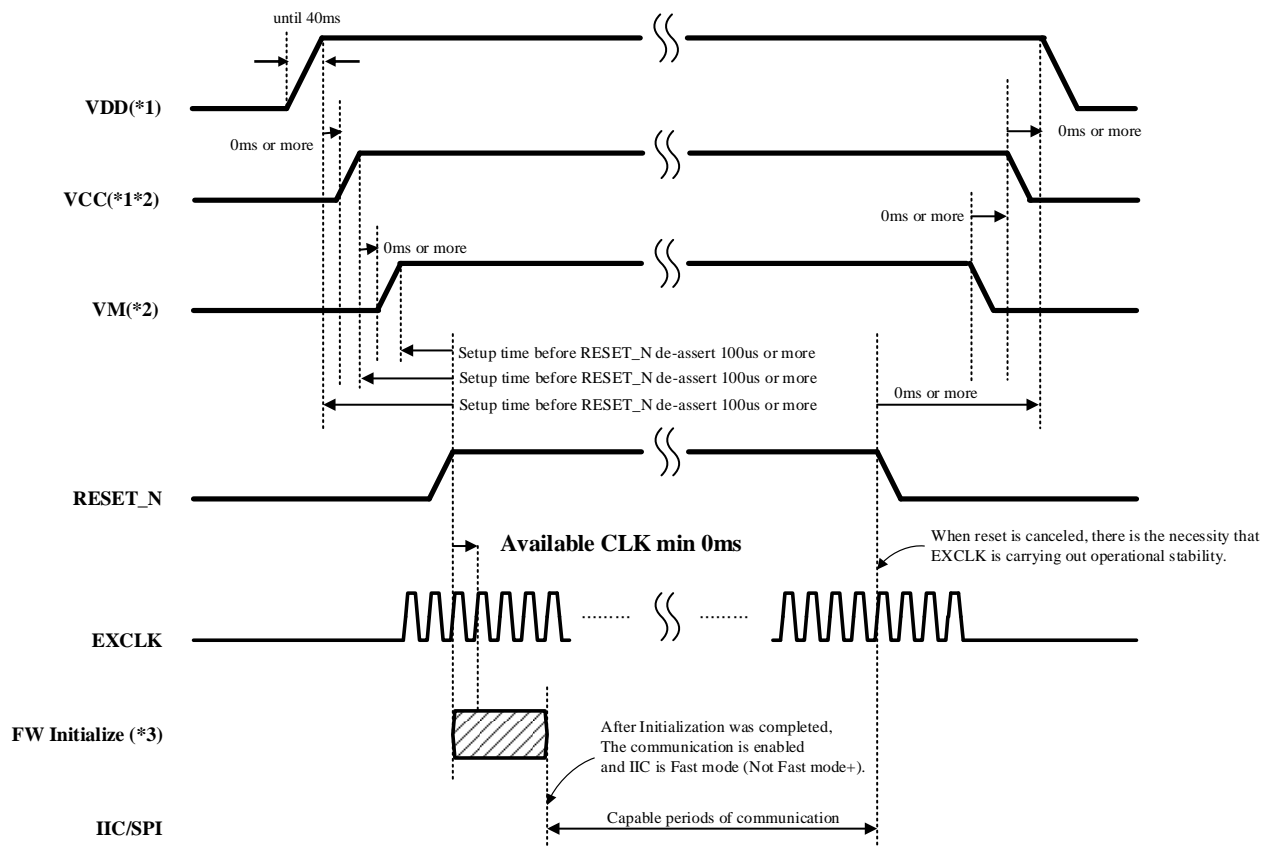 until 40ms
VDD(*1)
0ms or more
0ms or more
VCC(*1*2)
0ms or more
0ms or more
VM(*2)
Setup time before RESET_N de-assert 100us or more
Setup time before RESET_N de-assert 100us or more
Setup time before RESET_N de-assert 100us or more
0ms or more
RESET_N
Available CLK min 0ms
When reset is canceled, there is the necessity that
EXCLK is carrying out operational stability.
EXCLK
FW Initialize (*3)
After Initialization was completed,
The communication is enabled
and IIC is Fast mode (Not Fast mode+).
IIC/SPI
Capable periods of communication